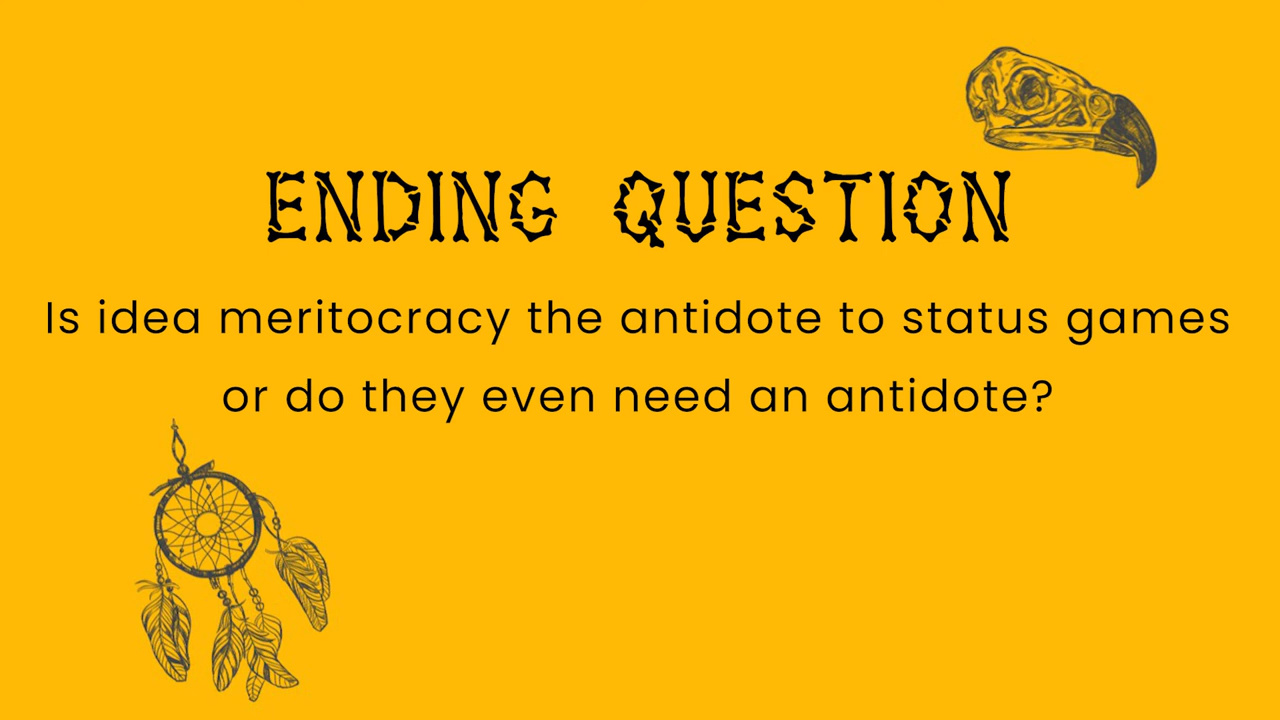 ENDING QUESTION
Is idea meritocracy the antidote to status games
or do they even need an antidote?